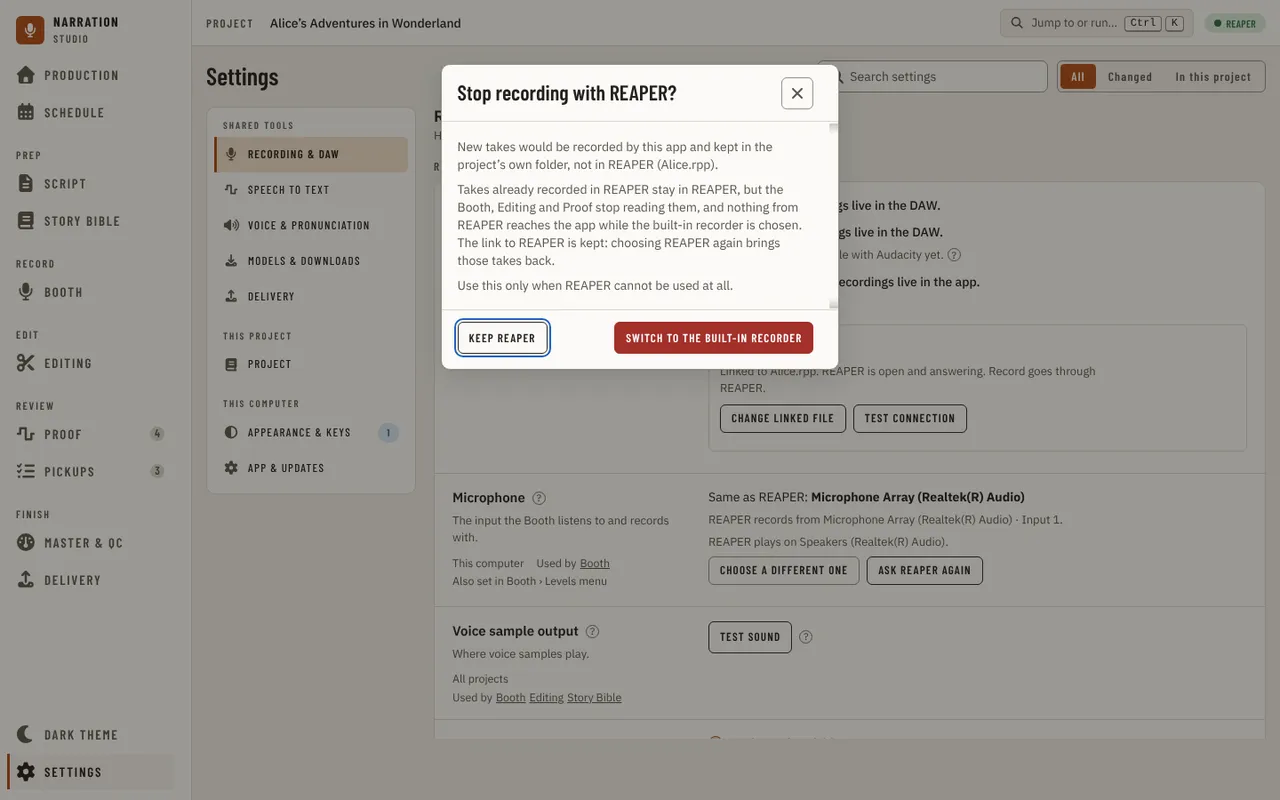 NARRATION
STUDIO
PRODUCTION
SCHEDULE
PREP
SCRIPT
STORY BIBLE
RECORD
BOOTH
EDIT
EDITING
REVIEW
PROOF 4
PICKUPS 3
FINISH
MASTER & QC
DELIVERY
DARK THEME
SETTINGS
PROJECT Alice's Adventures in Wonderland
Jump to or run... Ctrl K
REAPER
Settings
Search settings
All Changed In this project
SHARED TOOLS
RECORDING & DAW
SPEECH TO TEXT
VOICE & PRONUNCIATION
MODELS & DOWNLOADS
DELIVERY
THIS PROJECT
PROJECT
THIS COMPUTER
APPEARANCE & KEYS 1
APP & UPDATES
Stop recording with REAPER?
New takes would be recorded by this app and kept in the
project's own folder, not in REAPER (Alice.rpp).
Takes already recorded in REAPER stay in REAPER, but the
Booth, Editing and Proof stop reading them, and nothing from
REAPER reaches the app while the built-in recorder is chosen.
The link to REAPER is kept: choosing REAPER again brings
those takes back.
Use this only when REAPER cannot be used at all.
KEEP REAPER
SWITCH TO THE BUILT-IN RECORDER
gs live in the DAW.
gs live in the DAW.
le with Audacity yet. ?
ecordings live in the app.
Linked to Alice.rpp. REAPER is open and answering. Record goes through
REAPER.
CHANGE LINKED FILE
TEST CONNECTION
Microphone ?
The input the Booth listens to and records
with.
This computer Used by Booth
Also set in Booth › Levels menu
Same as REAPER: Microphone Array (Realtek(R) Audio)
REAPER records from Microphone Array (Realtek(R) Audio) · Input 1.
REAPER plays on Speakers (Realtek(R) Audio).
CHOOSE A DIFFERENT ONE
ASK REAPER AGAIN
Voice sample output ?
Where voice samples play.
All projects
Used by Booth Editing Story Bible
TEST SOUND ?